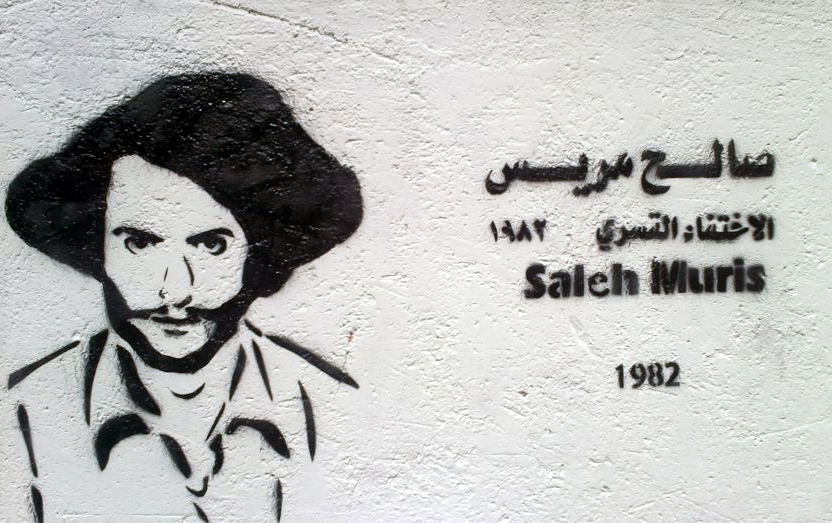 صالح مريس
الاختفاء القسري ١٩٨٢
Saleh Muris
1982